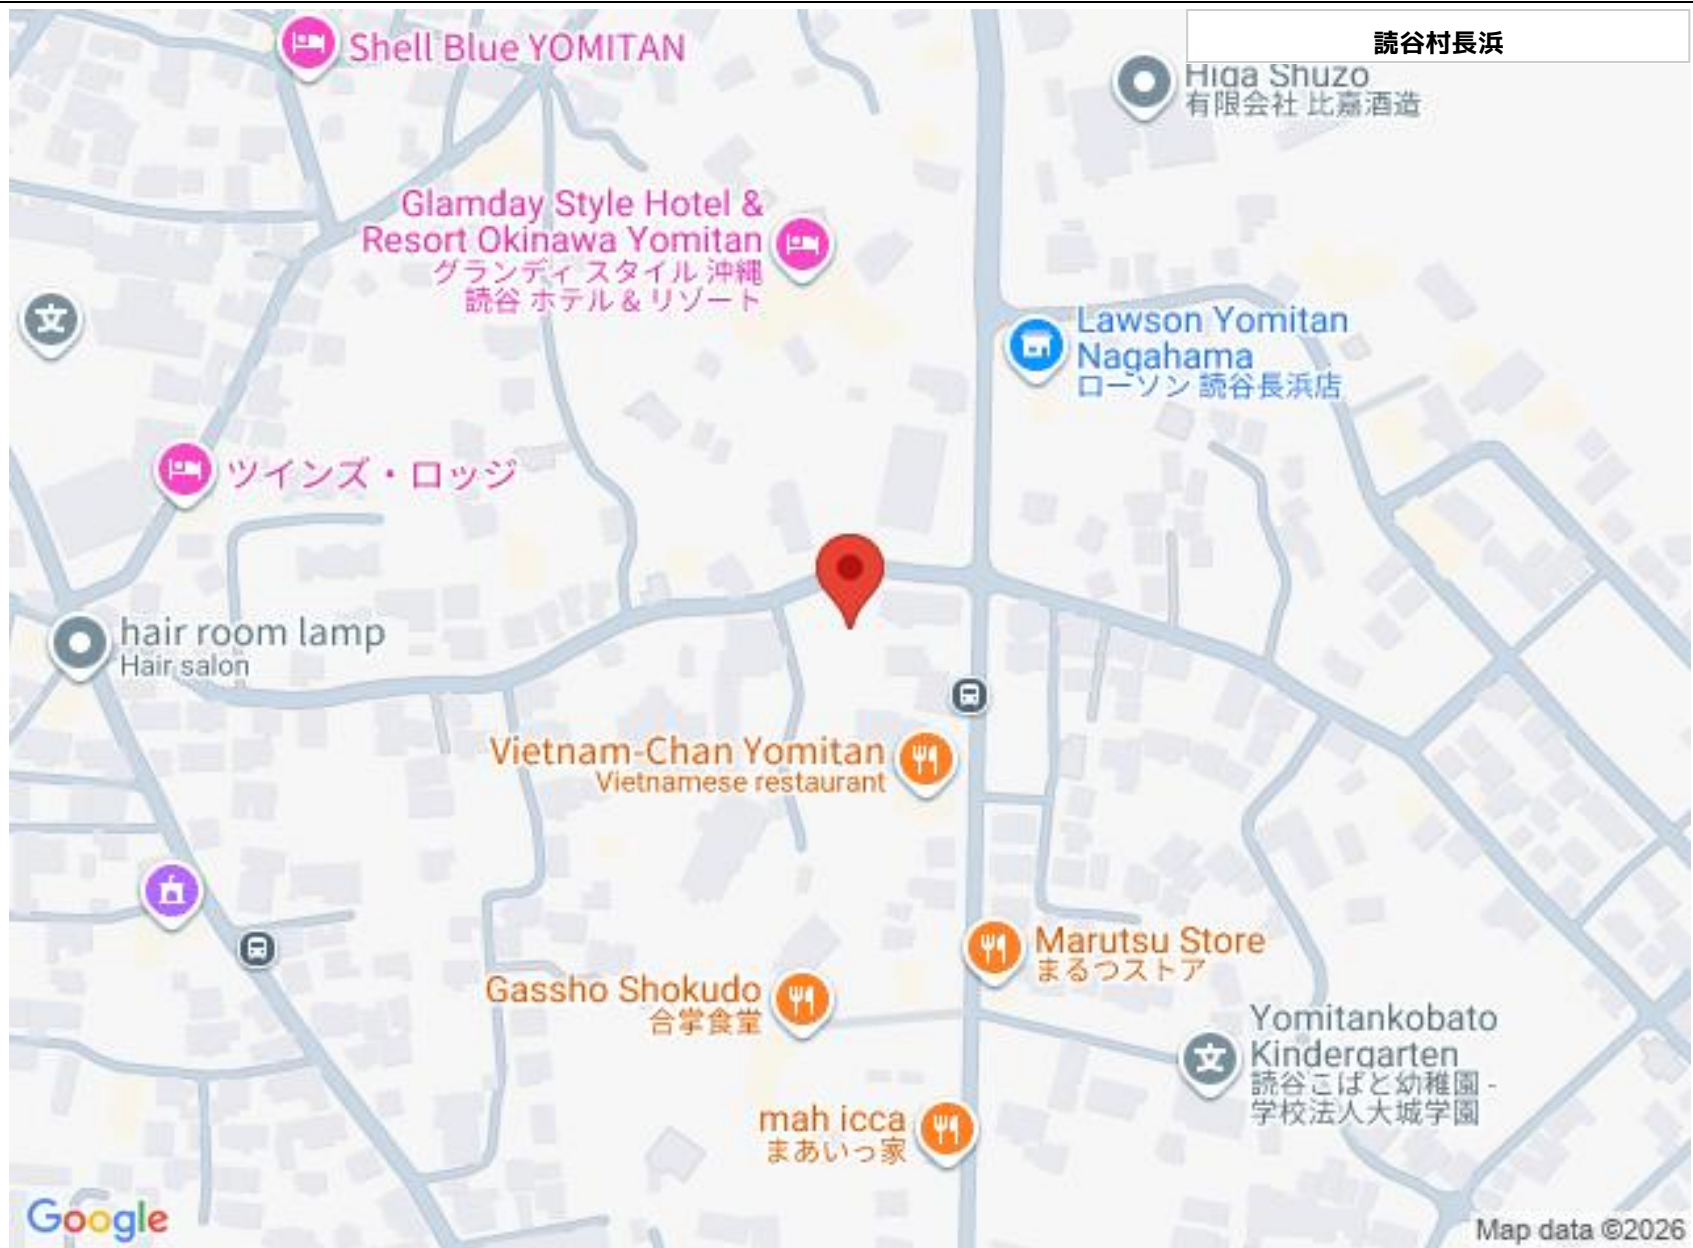 読谷村長浜
Shell Blue YOMITAN
Higa Shuzo
有限会社 比嘉酒造
Glamday Style Hotel &
Resort Okinawa Yomitan
グランディ スタイル 沖縄
読谷 ホテル & リゾート
文
Lawson Yomitan
Nagahama
ローソン 読谷長浜店
ツインズ・ロッジ
hair room lamp
Hair salon
Vietnam-Chan Yomitan
Vietnamese restaurant
Marutsu Store
まるつストア
Gassho Shokudo
合掌食堂
文
Yomitankobato
Kindergarten
読谷こばと幼稚園 -
学校法人大城学園
mah icca
まあいっ家
Google
Map data ©2026